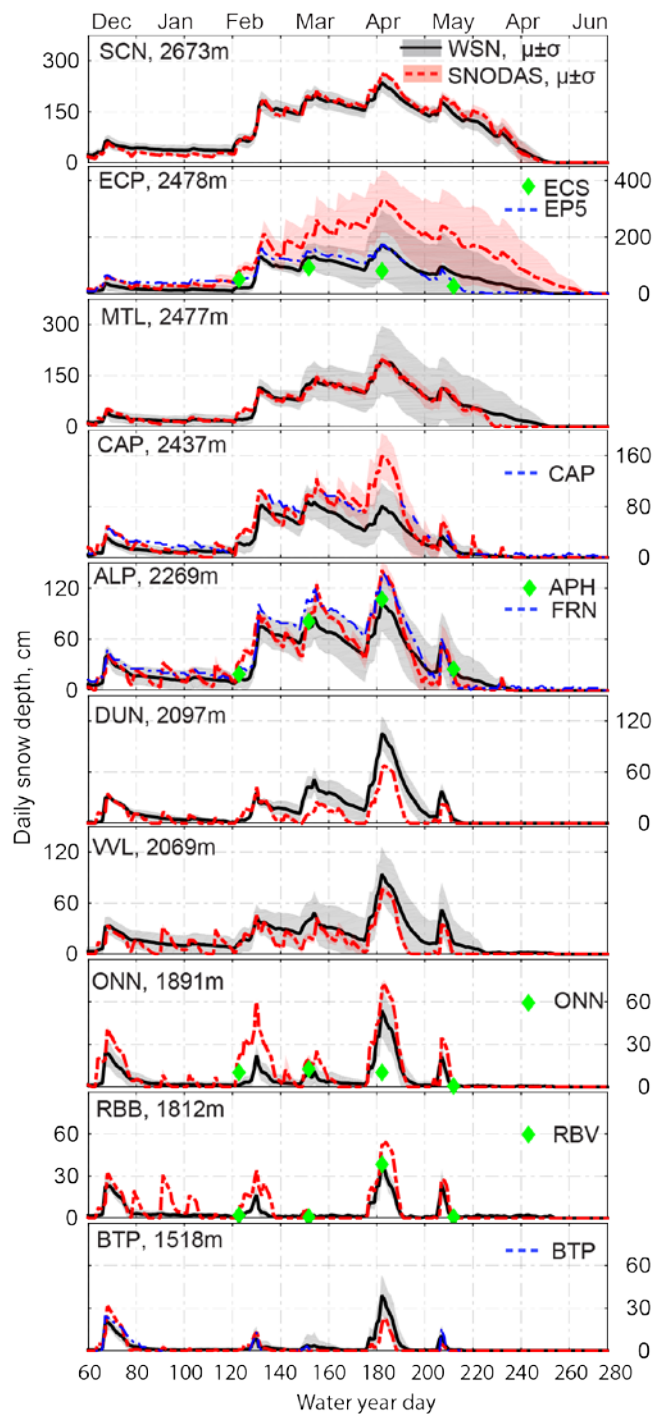 Dec Jan Feb Mar Apr May Apr Jun
SCN, 2673m
WSN, μ±σ
SNODAS, μ±σ
300
150
0
ECP, 2478m
ECS
EP5
400
200
0
MTL, 2477m
300
150
0
CAP, 2437m
CAP
160
80
0
ALP, 2269m
APH
FRN
120
60
0
DUN, 2097m
120
60
0
VVL, 2069m
120
60
0
ONN, 1891m
ONN
60
30
0
RBB, 1812m
RBV
60
30
0
BTP, 1518m
BTP
60
30
0
60 80 100 120 140 160 180 200 220 240 260 280
Water year day
Daily snow depth, cm